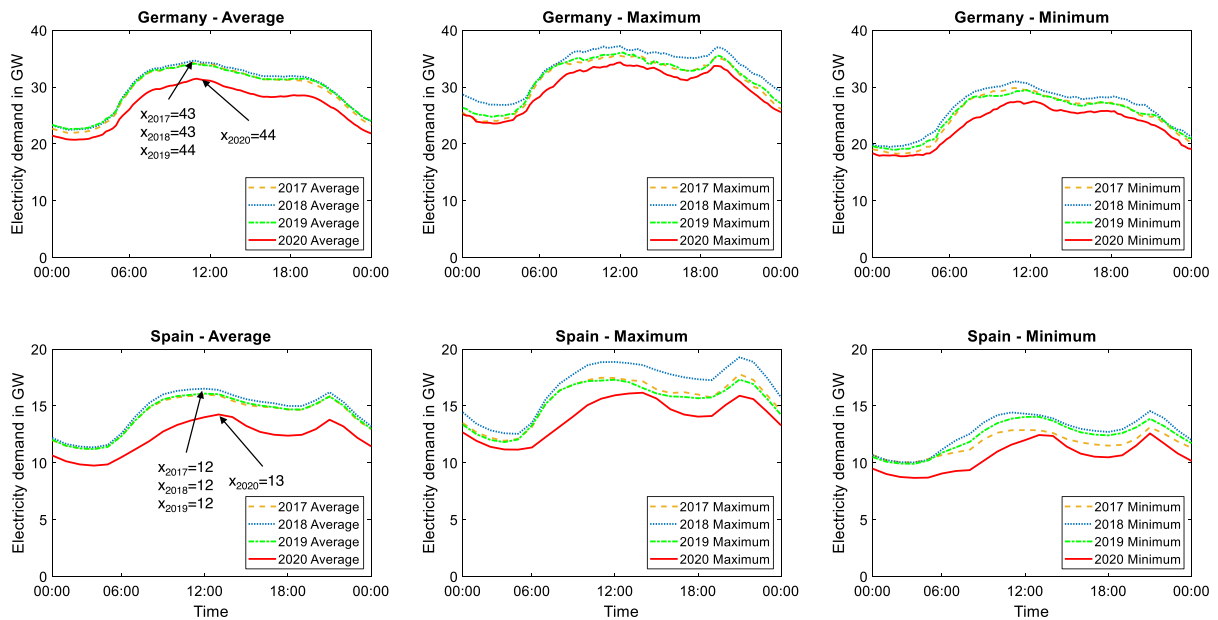 Germany - Average
Electricity demand in GW
40
30
20
10
0
00:00 06:00 12:00 18:00 00:00
x2017=43
x2018=43
x2019=44
x2020=44
2017 Average
2018 Average
2019 Average
2020 Average
Germany - Maximum
Electricity demand in GW
40
30
20
10
0
00:00 06:00 12:00 18:00 00:00
2017 Maximum
2018 Maximum
2019 Maximum
2020 Maximum
Germany - Minimum
Electricity demand in GW
40
30
20
10
0
00:00 06:00 12:00 18:00 00:00
2017 Minimum
2018 Minimum
2019 Minimum
2020 Minimum
Spain - Average
Electricity demand in GW
20
15
10
5
0
00:00 06:00 12:00 18:00 00:00
Time
x2017=12
x2018=12
x2019=12
x2020=13
2017 Average
2018 Average
2019 Average
2020 Average
Spain - Maximum
Electricity demand in GW
20
15
10
5
0
00:00 06:00 12:00 18:00 00:00
Time
2017 Maximum
2018 Maximum
2019 Maximum
2020 Maximum
Spain - Minimum
Electricity demand in GW
20
15
10
5
0
00:00 06:00 12:00 18:00 00:00
Time
2017 Minimum
2018 Minimum
2019 Minimum
2020 Minimum